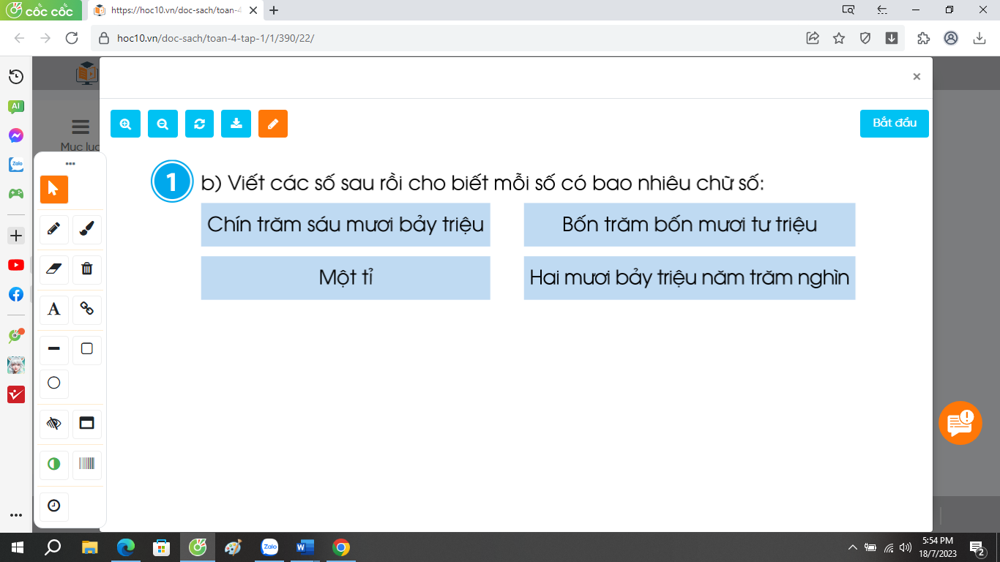 cốc cốc
https://hoc10.vn/doc-sach/toan-4
hoc10.vn/doc-sach/toan-4-tap-1/1/390/22/
AI
Mục lục
Bắt đầu
1 b) Viết các số sau rồi cho biết mỗi số có bao nhiêu chữ số:
Chín trăm sáu mươi bảy triệu
Bốn trăm bốn mươi tư triệu
Một tỉ
Hai mươi bảy triệu năm trăm nghìn
A
Zalo
Zalo
5:54 PM
18/7/2023
2